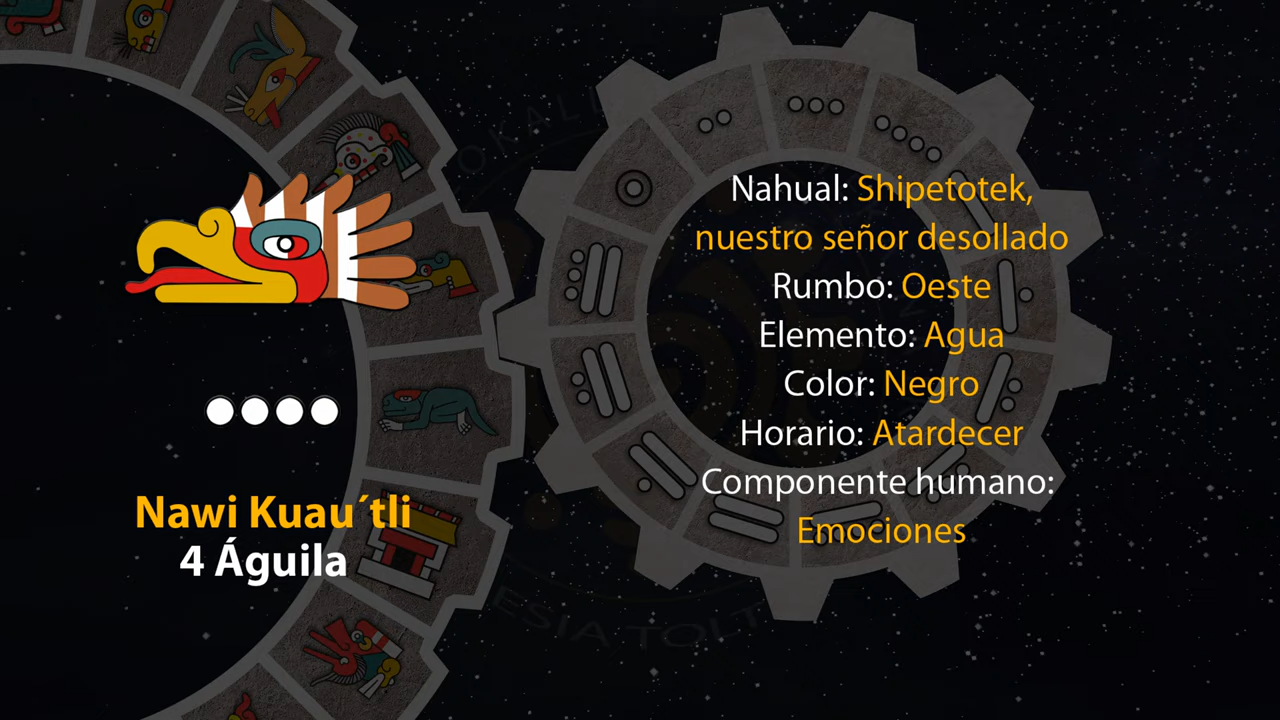 Nawi Kuau´tli
4 Águila
Nahual: Shipetotek,
nuestro señor desollado
Rumbo: Oeste
Elemento: Agua
Color: Negro
Horario: Atardecer
Componente humano:
Emociones